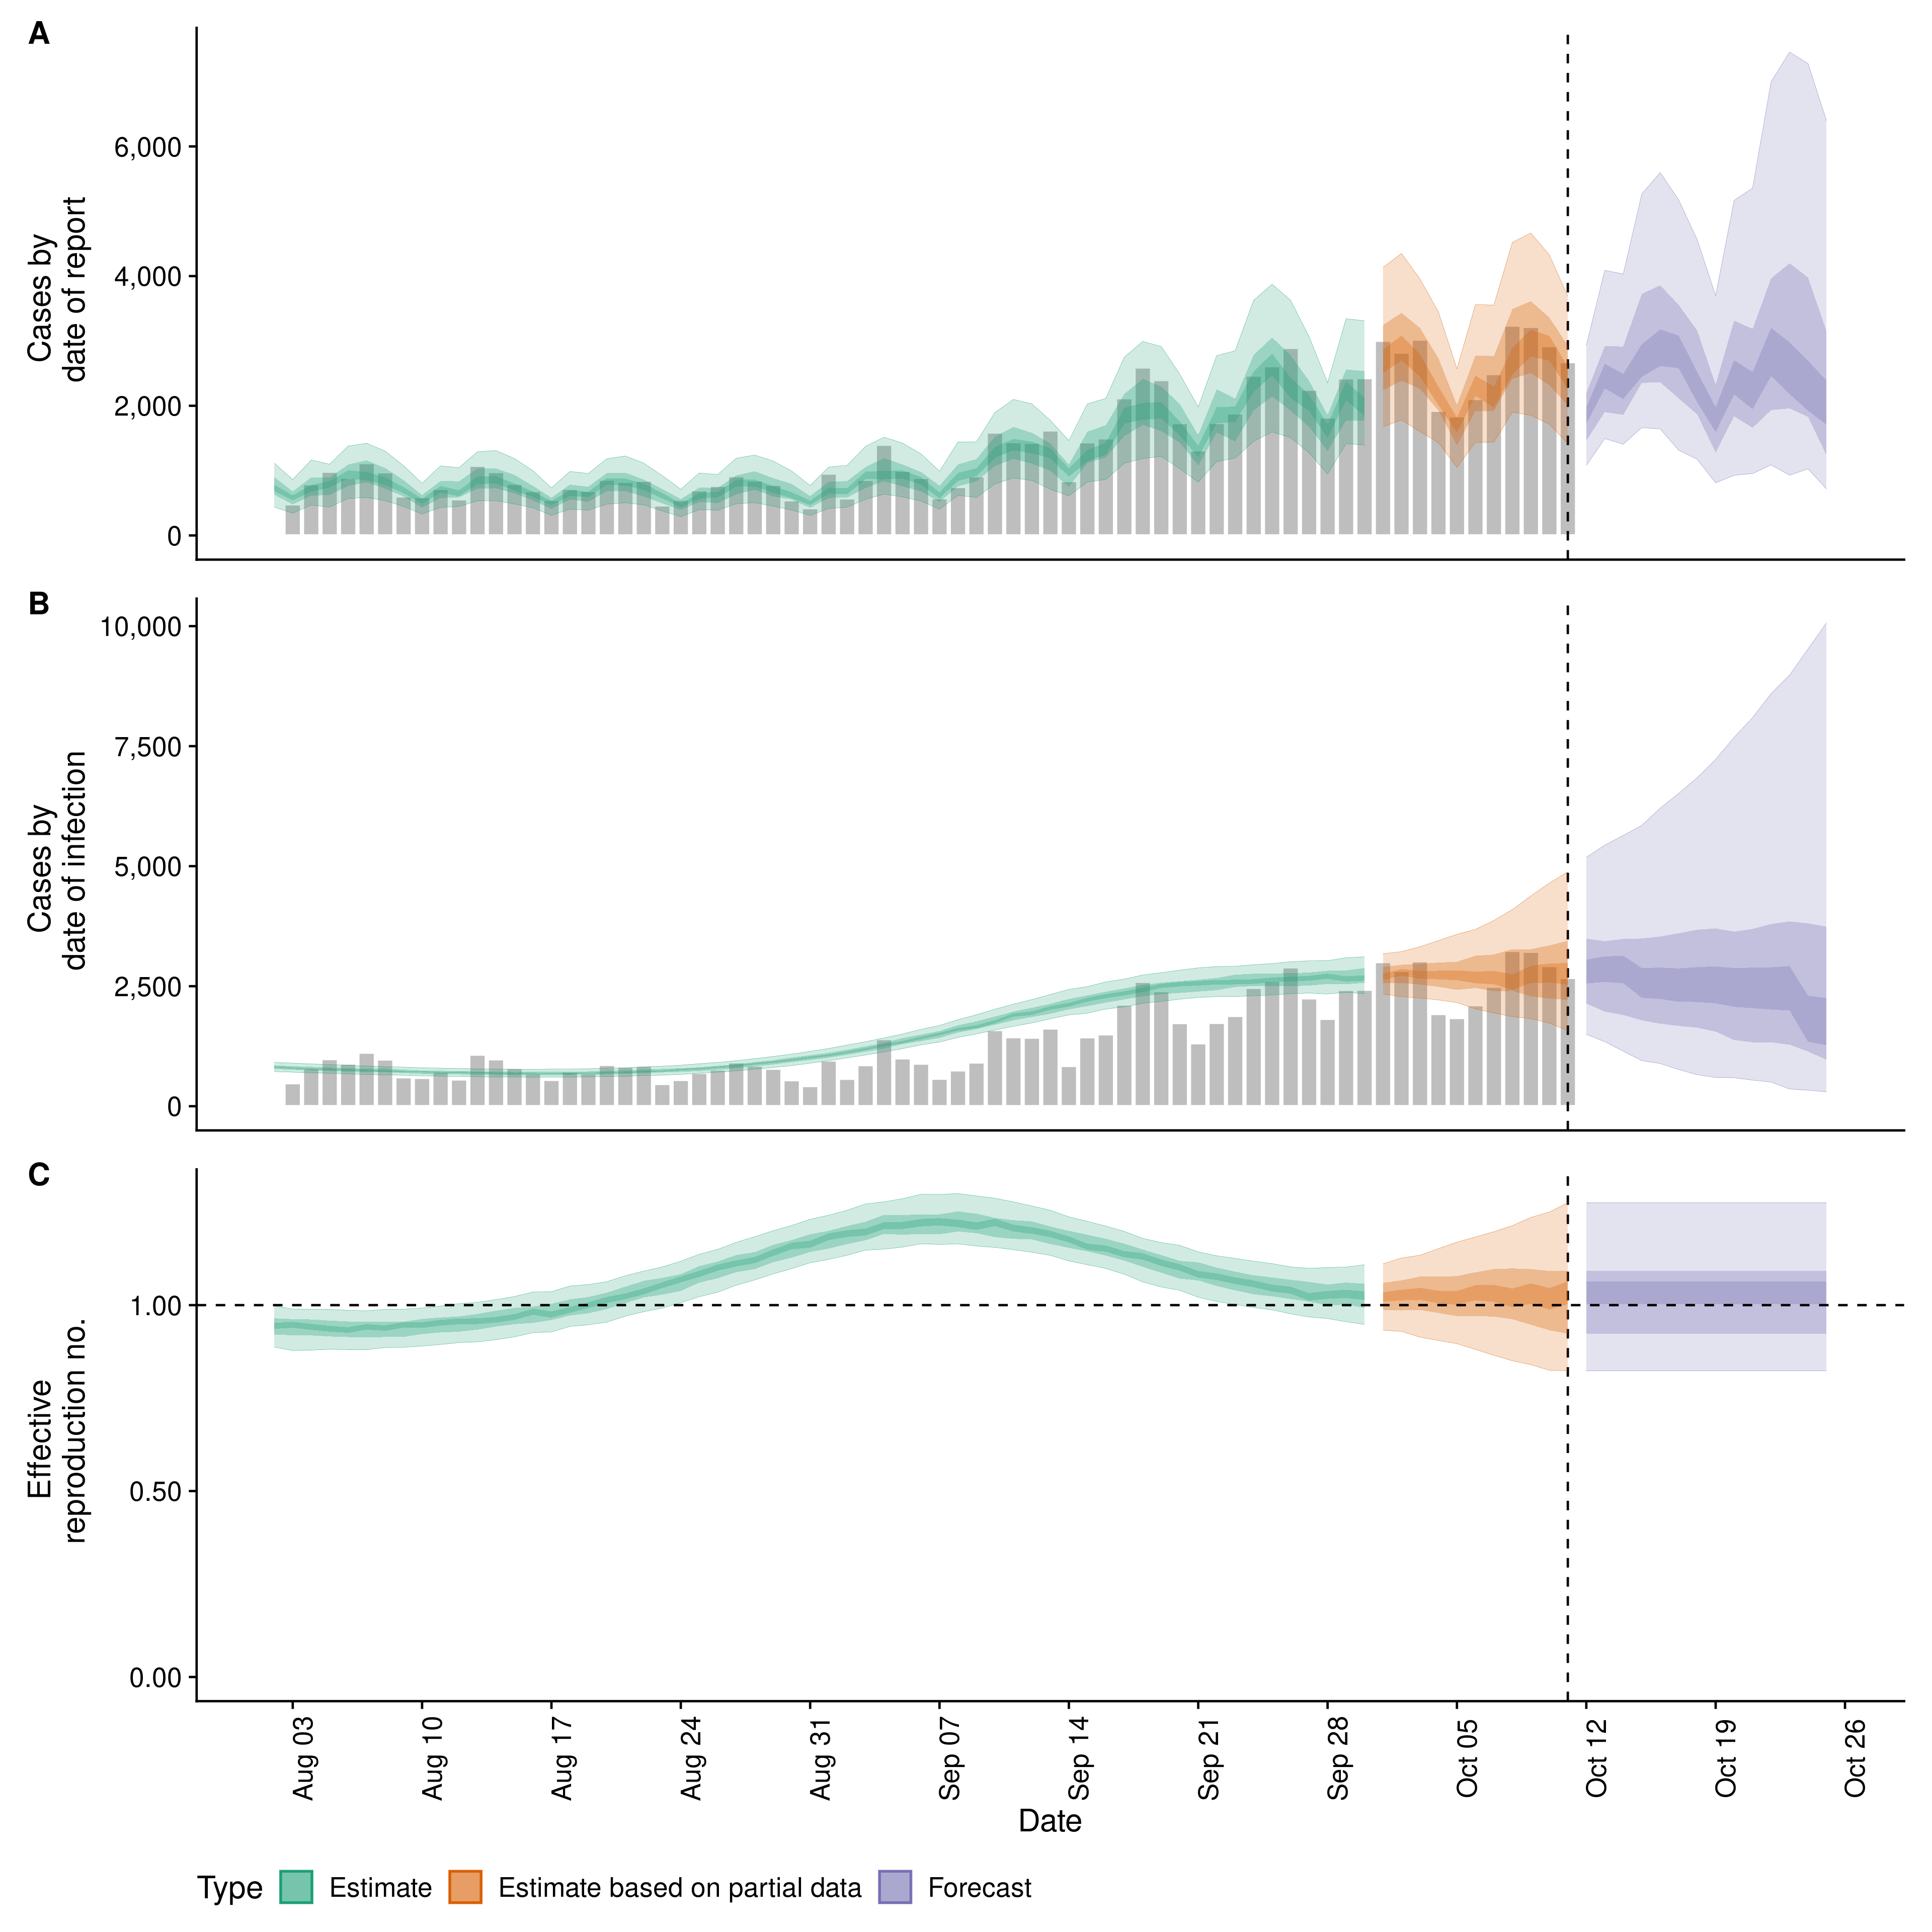 A
Cases by
date of report
6,000
4,000
2,000
0
B
Cases by
date of infection
10,000
7,500
5,000
2,500
0
C
Effective
reproduction no.
1.00
0.50
0.00
Aug 03
Aug 10
Aug 17
Aug 24
Aug 31
Sep 07
Sep 14
Sep 21
Sep 28
Oct 05
Oct 12
Oct 19
Oct 26
Date
Type Estimate Estimate based on partial data Forecast